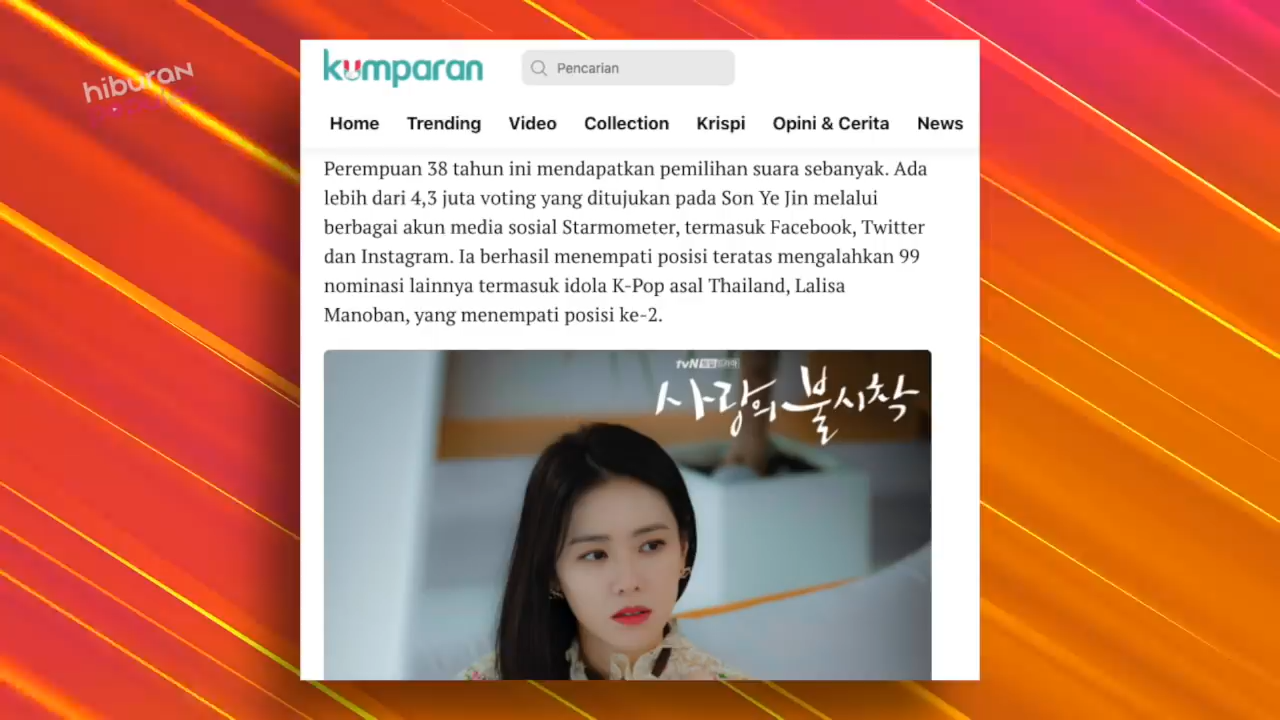 hiburan
kumparan
Pencarian
Home Trending Video Collection Krispi Opini & Cerita News
Perempuan 38 tahun ini mendapatkan pemilihan suara sebanyak. Ada
lebih dari 4,3 juta voting yang ditujukan pada Son Ye Jin melalui
berbagai akun media sosial Starmometer, termasuk Facebook, Twitter
dan Instagram. Ia berhasil menempati posisi teratas mengalahkan 99
nominasi lainnya termasuk idola K-Pop asal Thailand, Lalisa
Manoban, yang menempati posisi ke-2.
tvN
사랑의 불시착